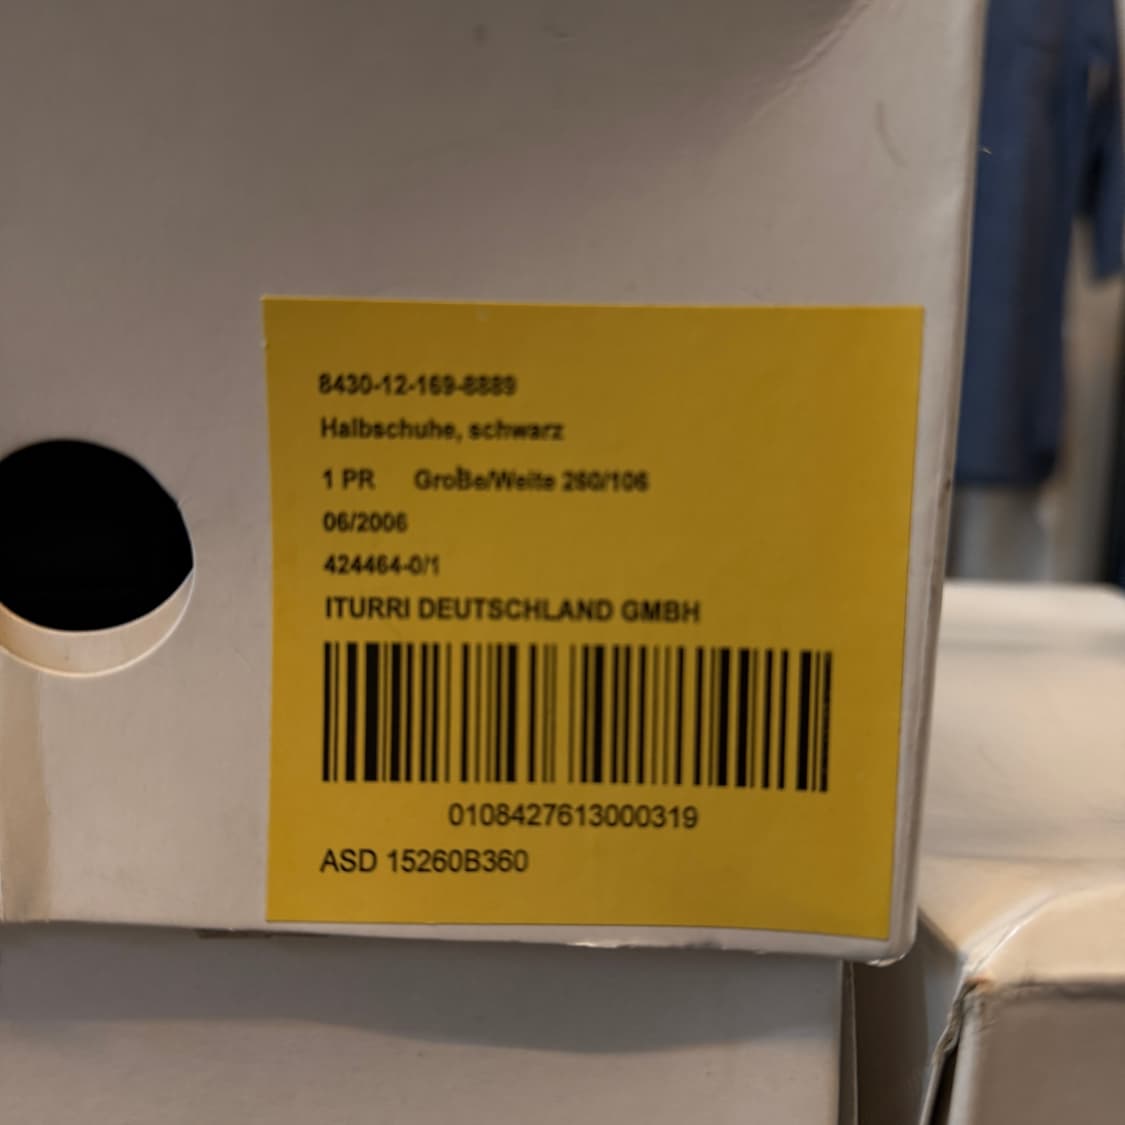 8430-12-169-8889
Halbschuhe, schwarz
1 PR GroBe/Weite 260/106
06/2006
424464-0/1
ITURRI DEUTSCHLAND GMBH
0108427613000319
ASD 15260B360